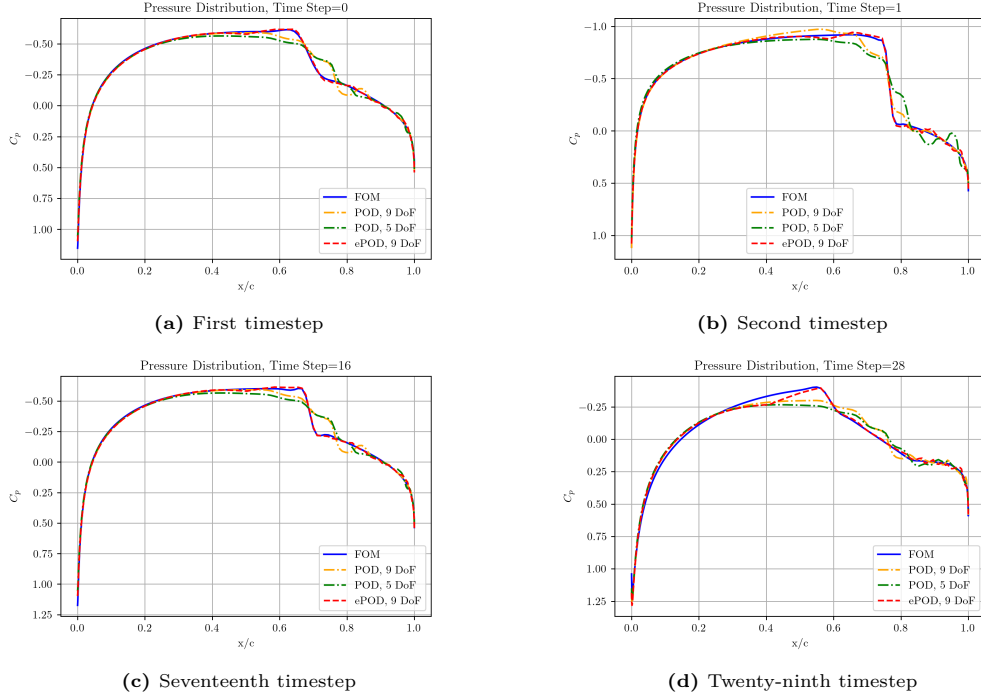 Pressure Distribution, Time Step=0
−0.50
−0.25
0.00
0.25
0.50
0.75
1.00
C_p
FOM
POD, 9 DoF
POD, 5 DoF
ePOD, 9 DoF
0.0 0.2 0.4 0.6 0.8 1.0
x/c
(a) First timestep
Pressure Distribution, Time Step=1
−1.0
−0.5
0.0
0.5
1.0
C_p
FOM
POD, 9 DoF
POD, 5 DoF
ePOD, 9 DoF
0.0 0.2 0.4 0.6 0.8 1.0
x/c
(b) Second timestep
Pressure Distribution, Time Step=16
−0.50
−0.25
0.00
0.25
0.50
0.75
1.00
1.25
C_p
FOM
POD, 9 DoF
POD, 5 DoF
ePOD, 9 DoF
0.0 0.2 0.4 0.6 0.8 1.0
x/c
(c) Seventeenth timestep
Pressure Distribution, Time Step=28
−0.25
0.00
0.25
0.50
0.75
1.00
1.25
C_p
FOM
POD, 9 DoF
POD, 5 DoF
ePOD, 9 DoF
0.0 0.2 0.4 0.6 0.8 1.0
x/c
(d) Twenty-ninth timestep